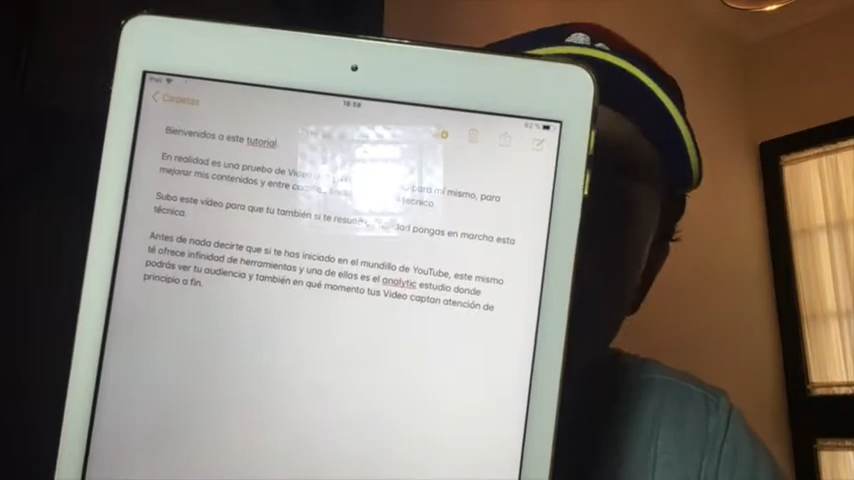 iPad
18:58
92 %
Carpetas
Bienvenidos a este tutorial.
En realidad es una prueba de Video para mí mismo, para
mejorar mis contenidos y entre tecnico.
Subo este vídeo para que tu también si te pongas en marcha esta
técnica.
Antes de nada decirte que si te has iniciado en el mundillo de YouTube, este mismo
té ofrece infinidad de herramientas y una de ellas es el analytic estudio donde
podrás ver tu audiencia y también en qué momento tus Video captan atención de
principio a fin.